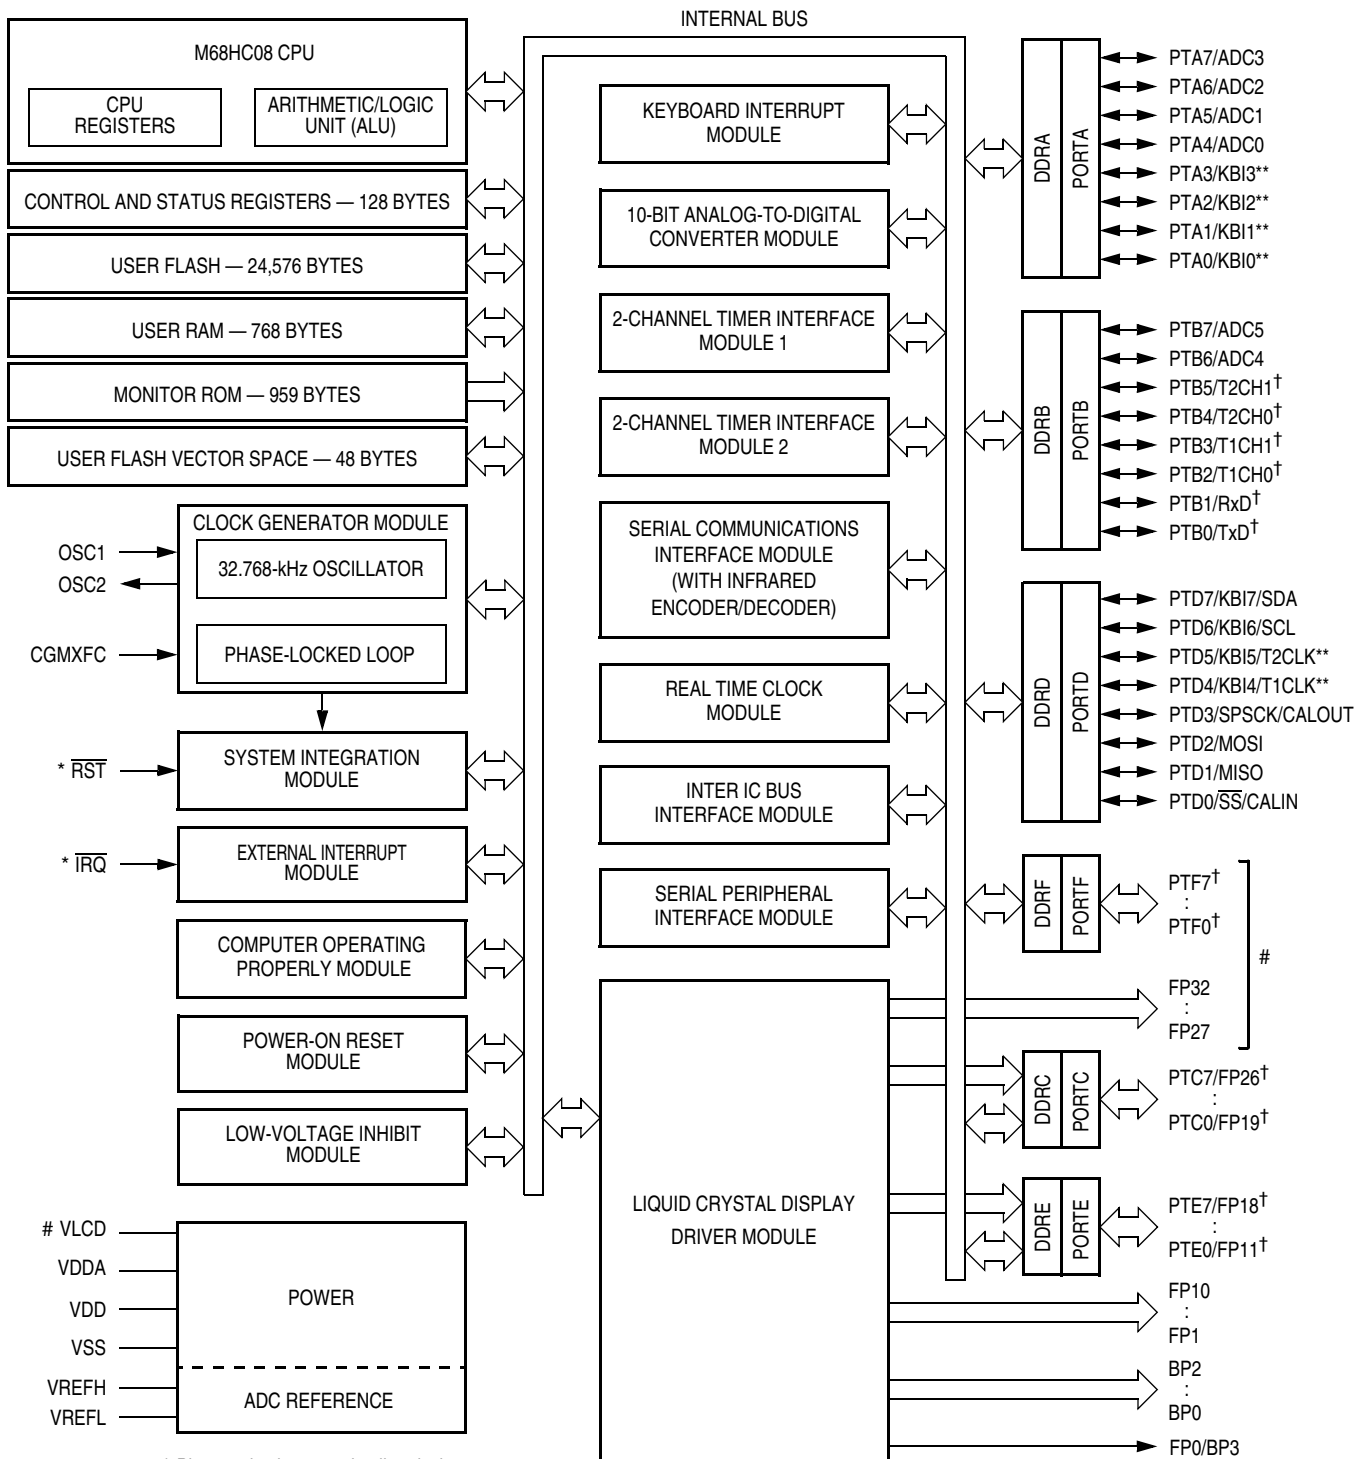 INTERNAL BUS
M68HC08 CPU
CPU
REGISTERS
ARITHMETIC/LOGIC
UNIT (ALU)
CONTROL AND STATUS REGISTERS — 128 BYTES
USER FLASH — 24,576 BYTES
USER RAM — 768 BYTES
MONITOR ROM — 959 BYTES
USER FLASH VECTOR SPACE — 48 BYTES
CLOCK GENERATOR MODULE
32.768-kHz OSCILLATOR
PHASE-LOCKED LOOP
OSC1
OSC2
CGMXFC
SYSTEM INTEGRATION
MODULE
* RST
EXTERNAL INTERRUPT
MODULE
* IRQ
COMPUTER OPERATING
PROPERLY MODULE
POWER-ON RESET
MODULE
LOW-VOLTAGE INHIBIT
MODULE
# VLCD
VDDA
VDD
VSS
VREFH
VREFL
POWER
ADC REFERENCE
KEYBOARD INTERRUPT
MODULE
10-BIT ANALOG-TO-DIGITAL
CONVERTER MODULE
2-CHANNEL TIMER INTERFACE
MODULE 1
2-CHANNEL TIMER INTERFACE
MODULE 2
SERIAL COMMUNICATIONS
INTERFACE MODULE
(WITH INFRARED
ENCODER/DECODER)
REAL TIME CLOCK
MODULE
INTER IC BUS
INTERFACE MODULE
SERIAL PERIPHERAL
INTERFACE MODULE
LIQUID CRYSTAL DISPLAY
DRIVER MODULE
DDRA
PORTA
PTA7/ADC3
PTA6/ADC2
PTA5/ADC1
PTA4/ADC0
PTA3/KBI3**
PTA2/KBI2**
PTA1/KBI1**
PTA0/KBI0**
DDRB
PORTB
PTB7/ADC5
PTB6/ADC4
PTB5/T2CH1†
PTB4/T2CH0†
PTB3/T1CH1†
PTB2/T1CH0†
PTB1/RxD†
PTB0/TxD†
DDRD
PORTD
PTD7/KBI7/SDA
PTD6/KBI6/SCL
PTD5/KBI5/T2CLK**
PTD4/KBI4/T1CLK**
PTD3/SPSCK/CALOUT
PTD2/MOSI
PTD1/MISO
PTD0/SS/CALIN
DDRF
PORTF
PTF7†
:
PTF0†
#
FP32
:
FP27
DDRC
PORTC
PTC7/FP26†
:
PTC0/FP19†
DDRE
PORTE
PTE7/FP18†
:
PTE0/FP11†
FP10
:
FP1
BP2
:
BP0
FP0/BP3